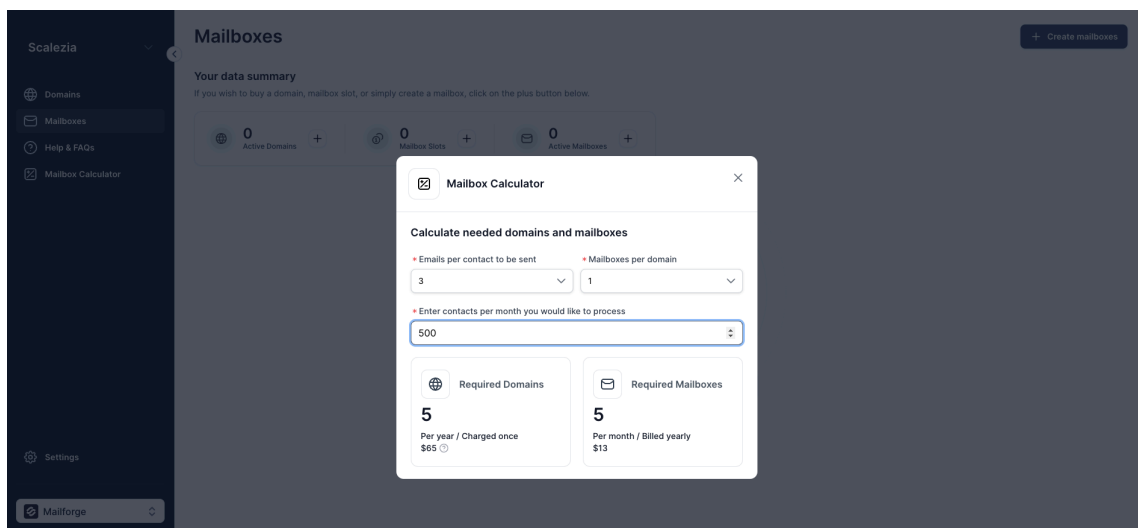 Scalezia
Domains
Mailboxes
Help & FAQs
Mailbox Calculator
Settings
Mailforge
Mailboxes
+ Create mailboxes
Your data summary
If you wish to buy a domain, mailbox slot, or simply create a mailbox, click on the plus button below.
0
Active Domains
+
0
Mailbox Slots
+
0
Active Mailboxes
+
Mailbox Calculator
Calculate needed domains and mailboxes
* Emails per contact to be sent
3
* Mailboxes per domain
1
* Enter contacts per month you would like to process
500
Required Domains
5
Per year / Charged once
$65
Required Mailboxes
5
Per month / Billed yearly
$13